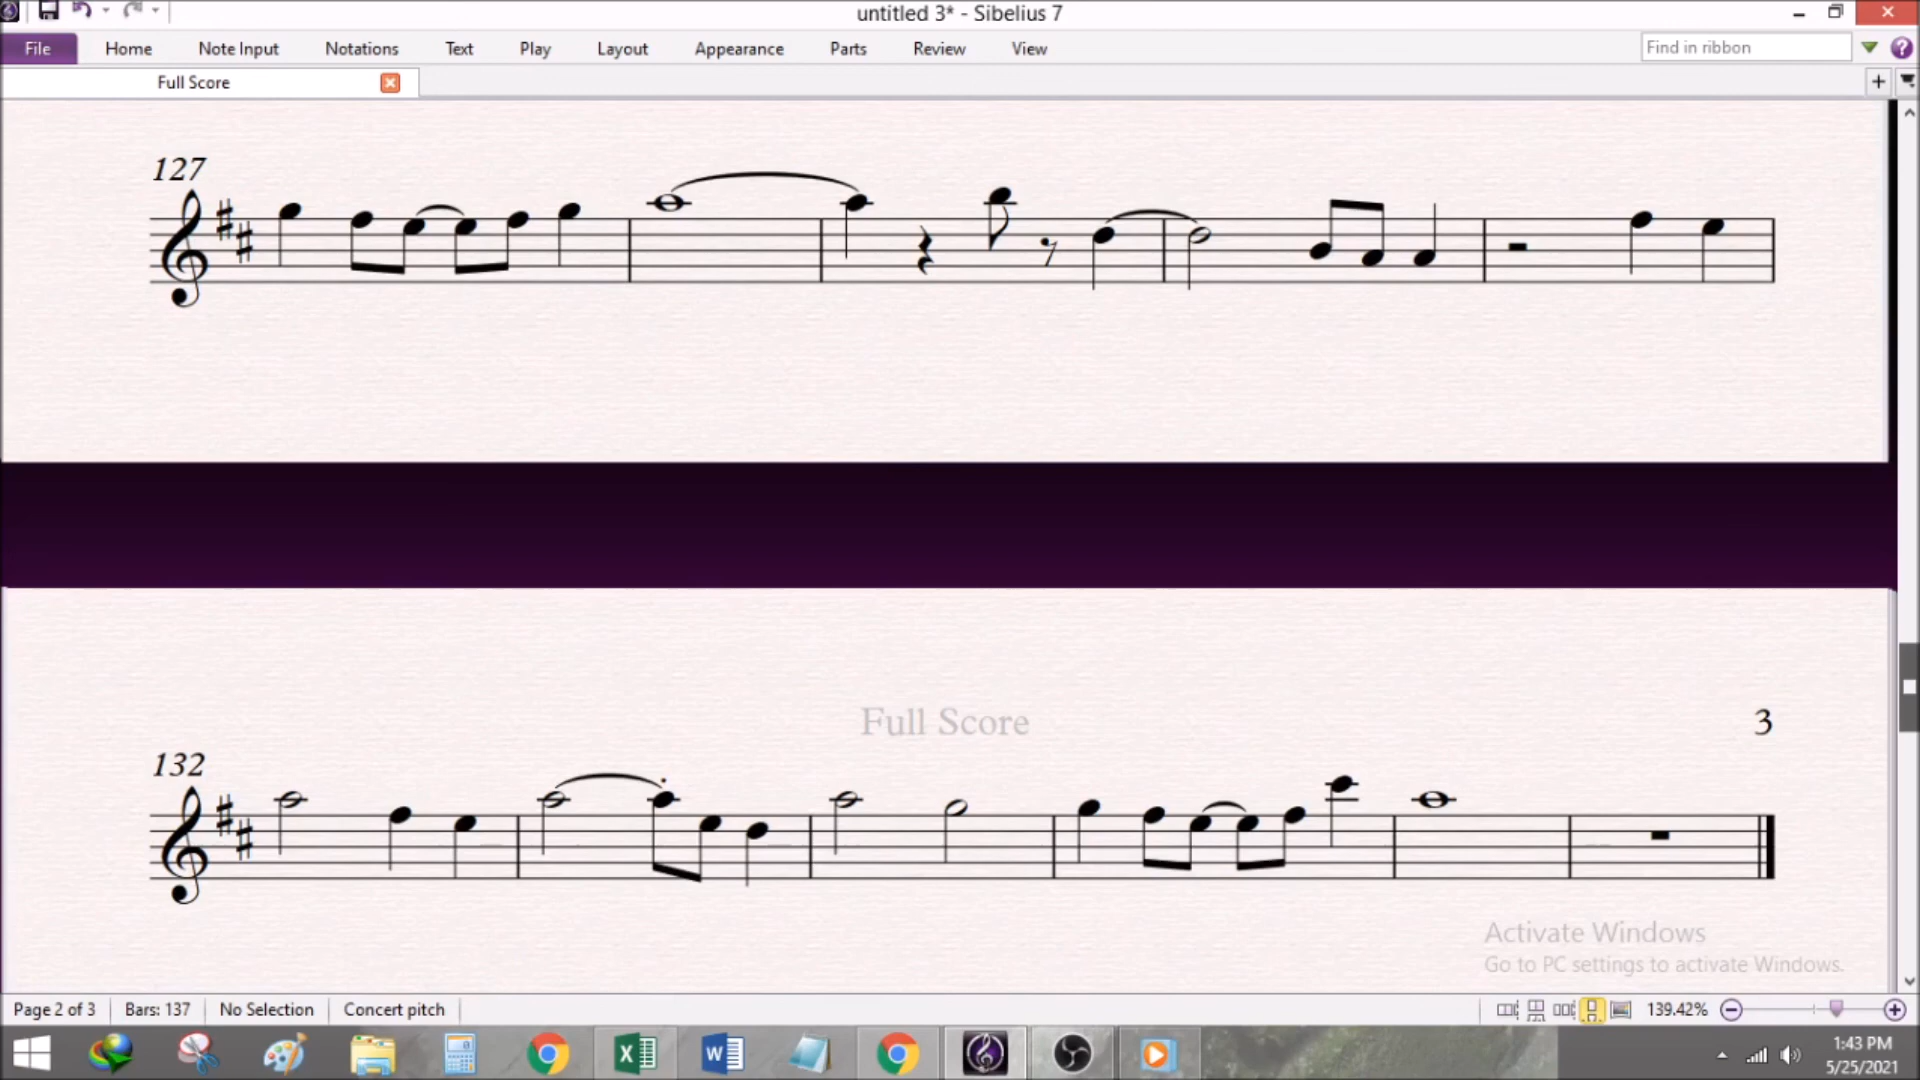 untitled 3* - Sibelius 7
File Home Note Input Notations Text Play Layout Appearance Parts Review View Find in ribbon
Full Score
127
Full Score
3
132
Activate Windows
Go to PC settings to activate Windows.
Page 2 of 3 Bars: 137 No Selection Concert pitch 139.42%
1:43 PM
5/25/2021